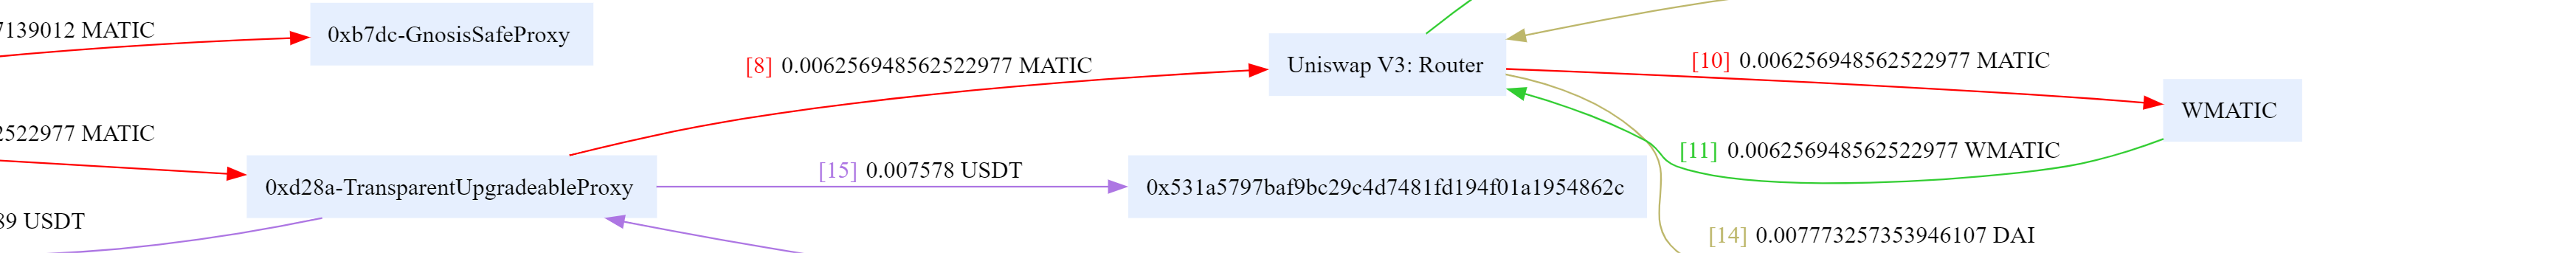 7139012 MATIC
0xb7dc-GnosisSafeProxy
[8] 0.006256948562522977 MATIC
Uniswap V3: Router
[10] 0.006256948562522977 MATIC
WMATIC
2522977 MATIC
[11] 0.006256948562522977 WMATIC
0xd28a-TransparentUpgradeableProxy
[15] 0.007578 USDT
0x531a5797baf9bc29c4d7481fd194f01a1954862c
89 USDT
[14] 0.007773257353946107 DAI